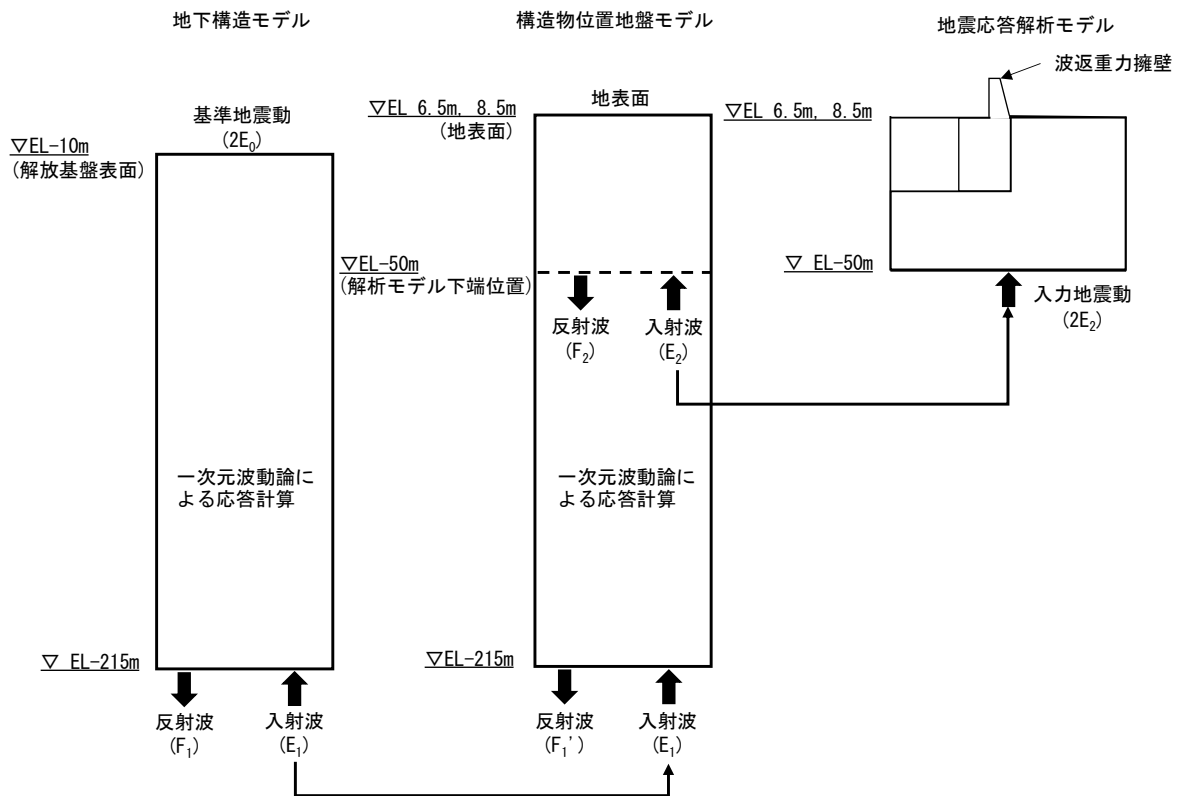 地下構造モデル
基準地震動
(2E₀)
▽EL-10m
(解放基盤表面)
一次元波動論に
よる応答計算
▽ EL-215m
反射波
(F₁)
入射波
(E₁)
構造物位置地盤モデル
地表面
▽EL 6.5m, 8.5m
(地表面)
▽EL-50m
(解析モデル下端位置)
反射波
(F₂)
入射波
(E₂)
一次元波動論に
よる応答計算
▽EL-215m
反射波
(F₁')
入射波
(E₁)
地震応答解析モデル
波返重力擁壁
▽EL 6.5m, 8.5m
▽ EL-50m
入力地震動
(2E₂)